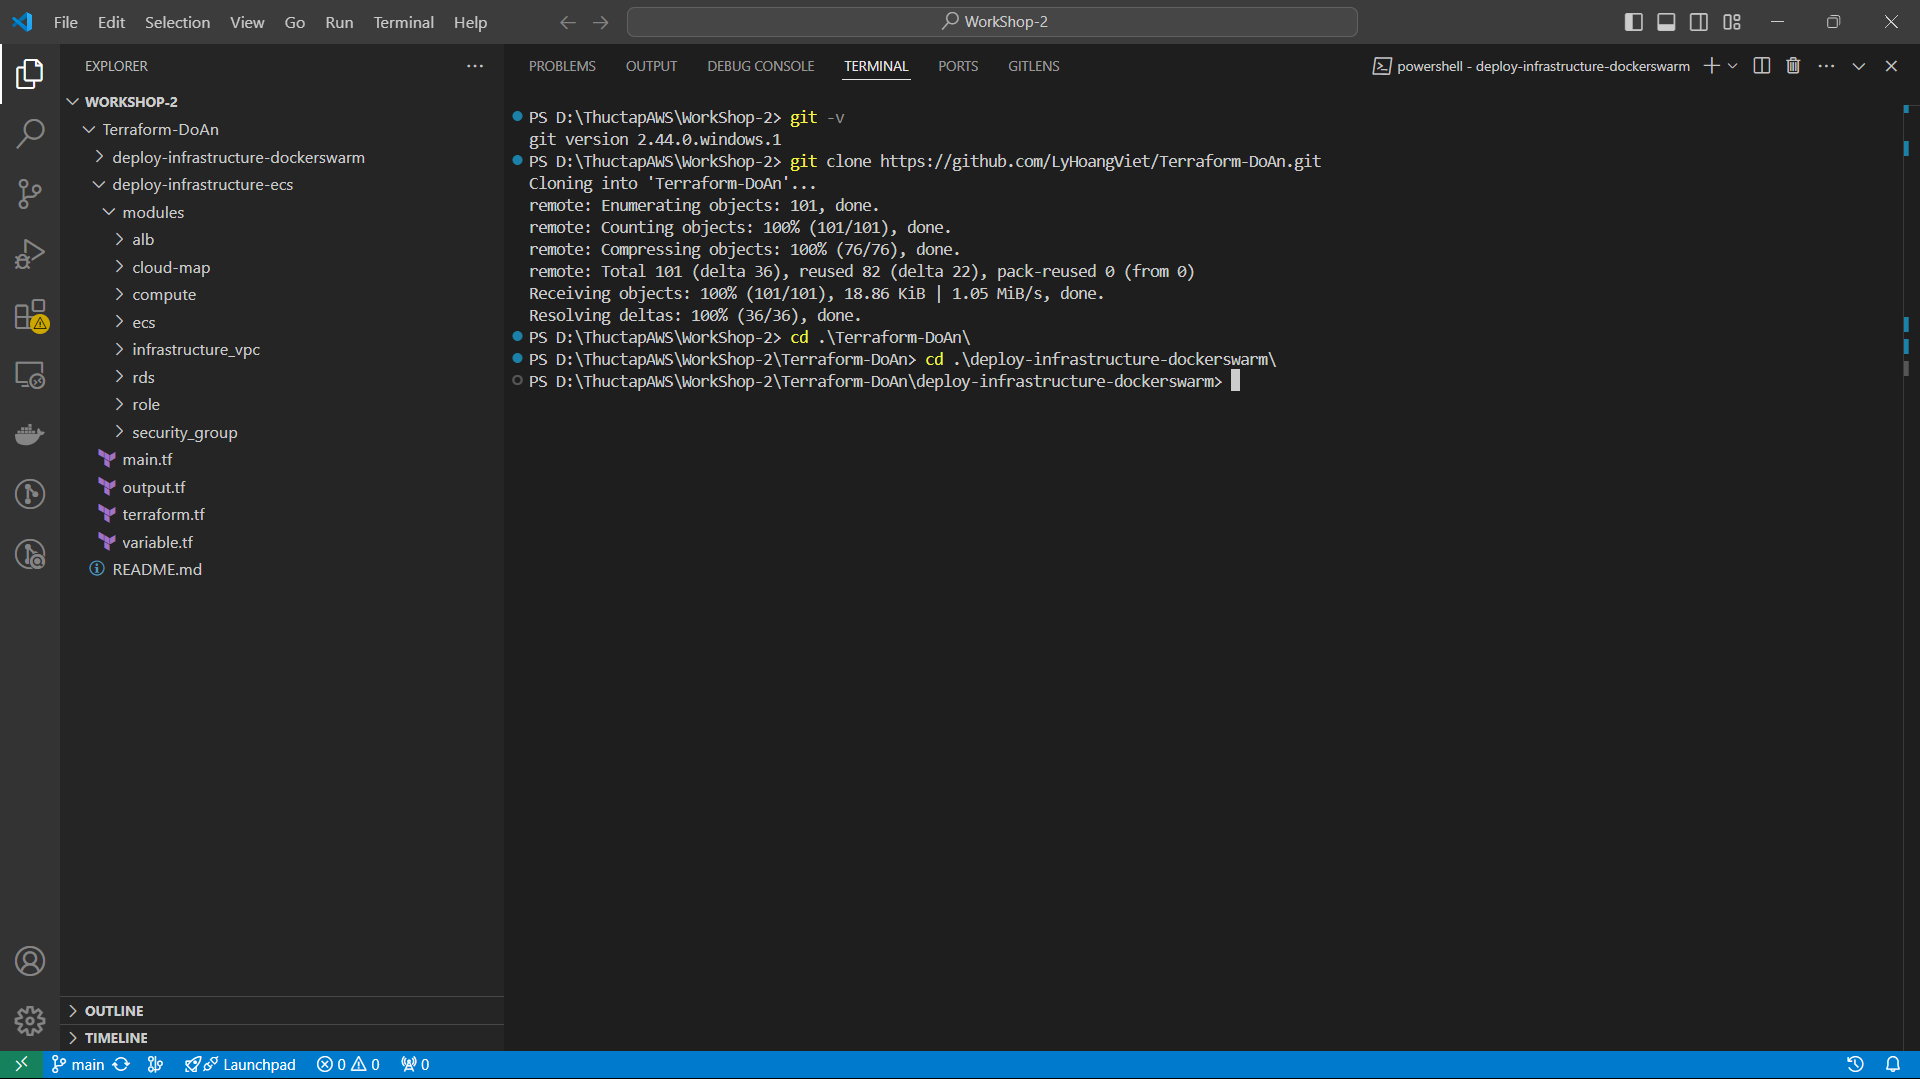 File Edit Selection View Go Run Terminal Help
WorkShop-2
EXPLORER
WORKSHOP-2
Terraform-DoAn
deploy-infrastructure-dockerswarm
deploy-infrastructure-ecs
modules
alb
cloud-map
compute
ecs
infrastructure_vpc
rds
role
security_group
main.tf
output.tf
terraform.tf
variable.tf
README.md
OUTLINE
TIMELINE
PROBLEMS OUTPUT DEBUG CONSOLE TERMINAL PORTS GITLENS
powershell - deploy-infrastructure-dockerswarm
PS D:\ThuctapAWS\WorkShop-2> git -v
git version 2.44.0.windows.1
PS D:\ThuctapAWS\WorkShop-2> git clone https://github.com/LyHoangViet/Terraform-DoAn.git
Cloning into 'Terraform-DoAn'...
remote: Enumerating objects: 101, done.
remote: Counting objects: 100% (101/101), done.
remote: Compressing objects: 100% (76/76), done.
remote: Total 101 (delta 36), reused 82 (delta 22), pack-reused 0 (from 0)
Receiving objects: 100% (101/101), 18.86 KiB | 1.05 MiB/s, done.
Resolving deltas: 100% (36/36), done.
PS D:\ThuctapAWS\WorkShop-2> cd .\Terraform-DoAn\
PS D:\ThuctapAWS\WorkShop-2\Terraform-DoAn> cd .\deploy-infrastructure-dockerswarm\
PS D:\ThuctapAWS\WorkShop-2\Terraform-DoAn\deploy-infrastructure-dockerswarm>
main Launchpad 0 0 0